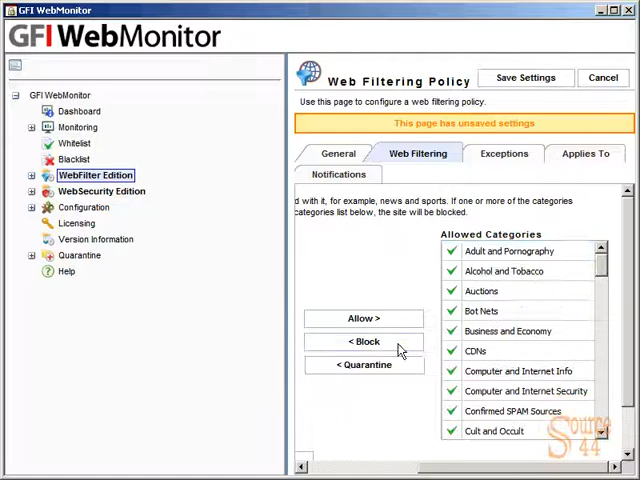 GFI WebMonitor
GFI WebMonitor
GFI WebMonitor
Dashboard
Monitoring
Whitelist
Blacklist
WebFilter Edition
WebSecurity Edition
Configuration
Licensing
Version Information
Quarantine
Help
Web Filtering Policy
Save Settings
Cancel
Use this page to configure a web filtering policy.
This page has unsaved settings
General
Web Filtering
Exceptions
Applies To
Notifications
d with it, for example, news and sports. If one or more of the categories
categories list below, the site will be blocked.
Allowed Categories
Adult and Pornography
Alcohol and Tobacco
Auctions
Bot Nets
Business and Economy
CDNs
Computer and Internet Info
Computer and Internet Security
Confirmed SPAM Sources
Cult and Occult
Allow >
< Block
< Quarantine
Source
44